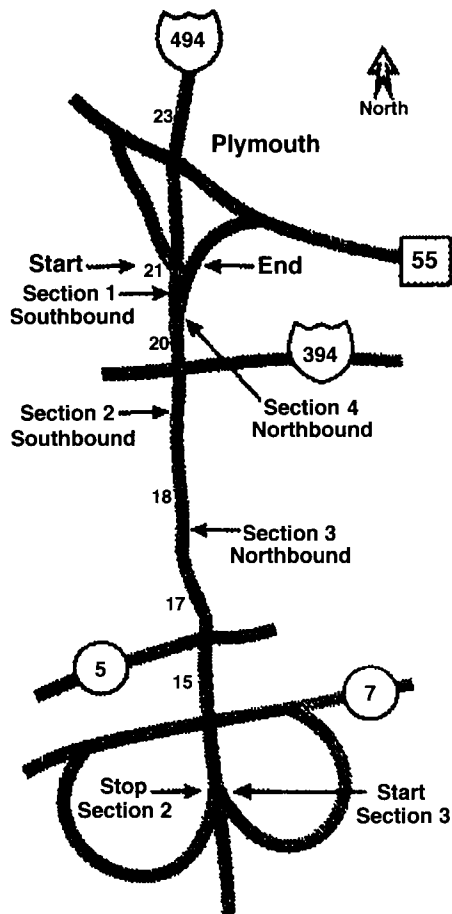 494
North
23
Plymouth
Start
21
End
55
Section 1
Southbound
20
394
Section 2
Southbound
Section 4
Northbound
18
Section 3
Northbound
17
5
15
7
Stop
Section 2
Start
Section 3